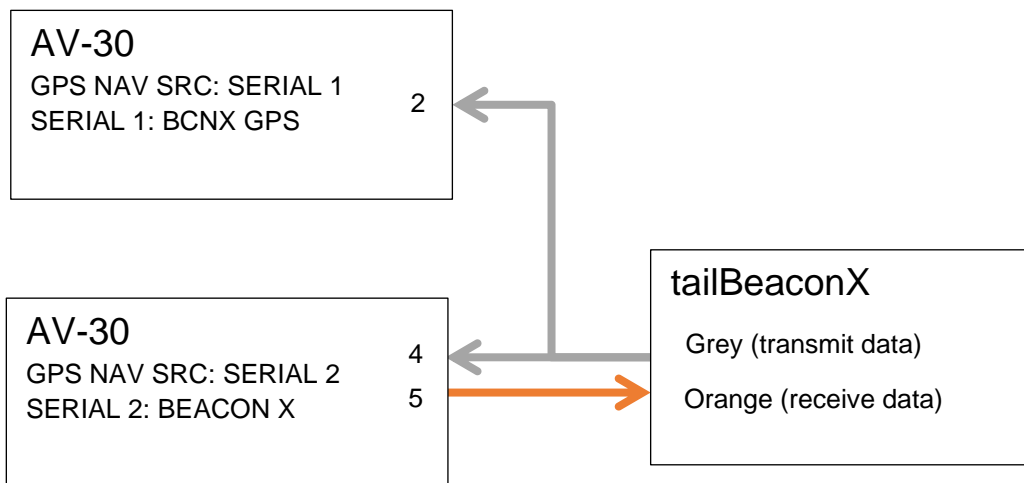 AV-30
GPS NAV SRC: SERIAL 1
2
SERIAL 1: BCNX GPS
tailBeaconX
Grey (transmit data)
Orange (receive data)
AV-30
GPS NAV SRC: SERIAL 2
4
SERIAL 2: BEACON X
5